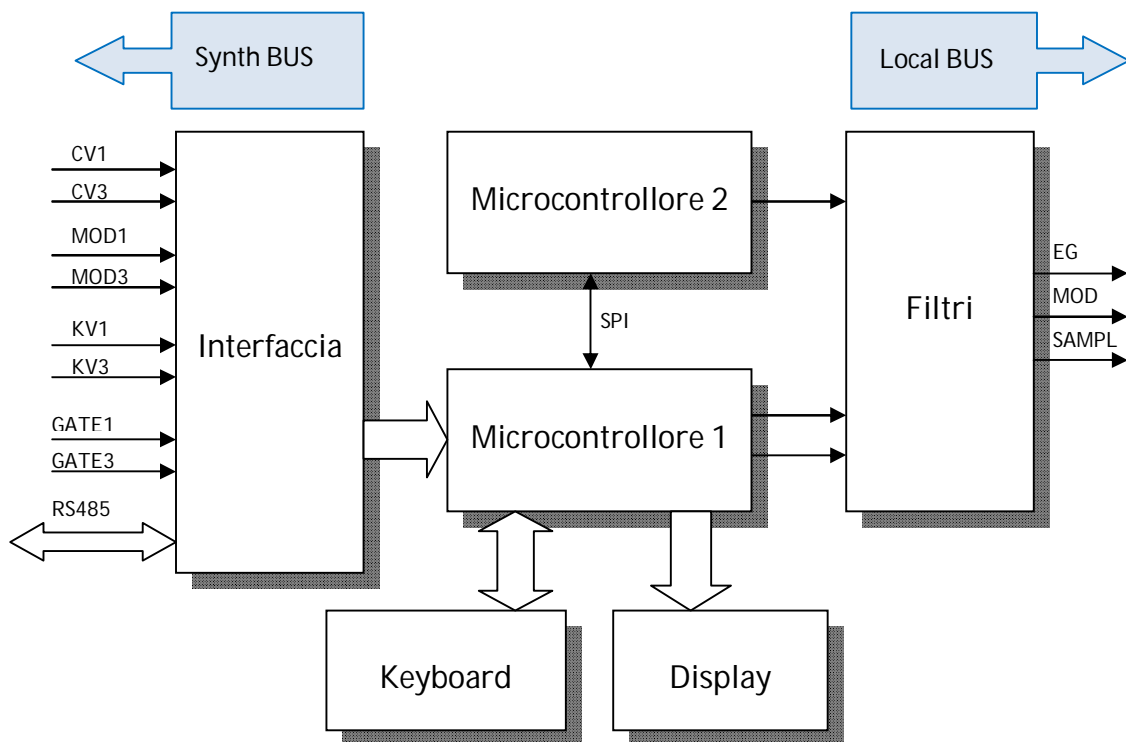 Synth BUS
Local BUS
CV1
CV3
MOD1
MOD3
KV1
KV3
GATE1
GATE3
RS485
Interfaccia
Microcontrollore 2
SPI
Microcontrollore 1
Filtri
EG
MOD
SAMPL
Keyboard
Display